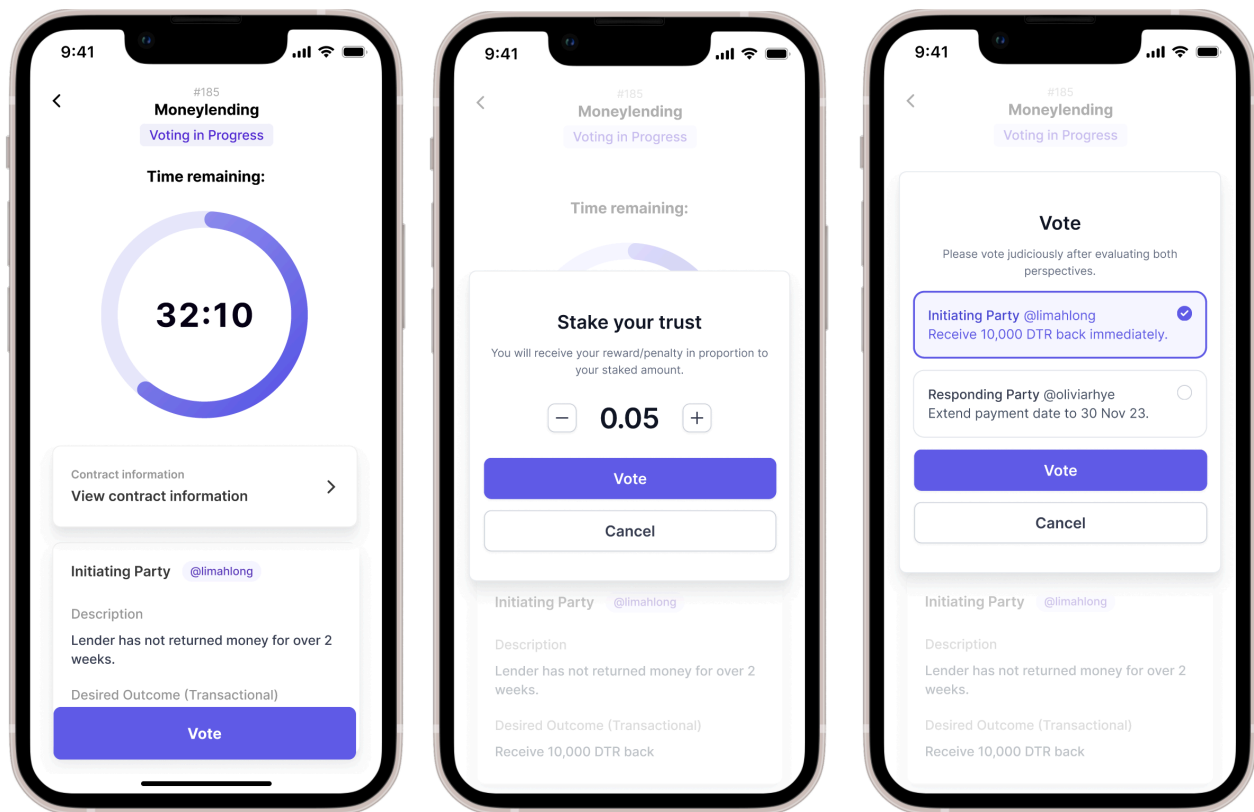 9:41
#185
Moneylending
Voting in Progress
Time remaining:
32:10
Contract information
View contract information
Initiating Party @limahlong
Description
Lender has not returned money for over 2
weeks.
Desired Outcome (Transactional)
Vote
9:41
#185
Moneylending
Voting in Progress
Time remaining:
Stake your trust
You will receive your reward/penalty in proportion to
your staked amount.
0.05
Vote
Cancel
Initiating Party @limahlong
Description
Lender has not returned money for over 2
weeks.
Desired Outcome (Transactional)
Receive 10,000 DTR back
9:41
#185
Moneylending
Voting in Progress
Vote
Please vote judiciously after evaluating both
perspectives.
Initiating Party @limahlong
Receive 10,000 DTR back immediately.
Responding Party @oliviarhye
Extend payment date to 30 Nov 23.
Vote
Cancel
Initiating Party @limahlong
Description
Lender has not returned money for over 2
weeks.
Desired Outcome (Transactional)
Receive 10,000 DTR back